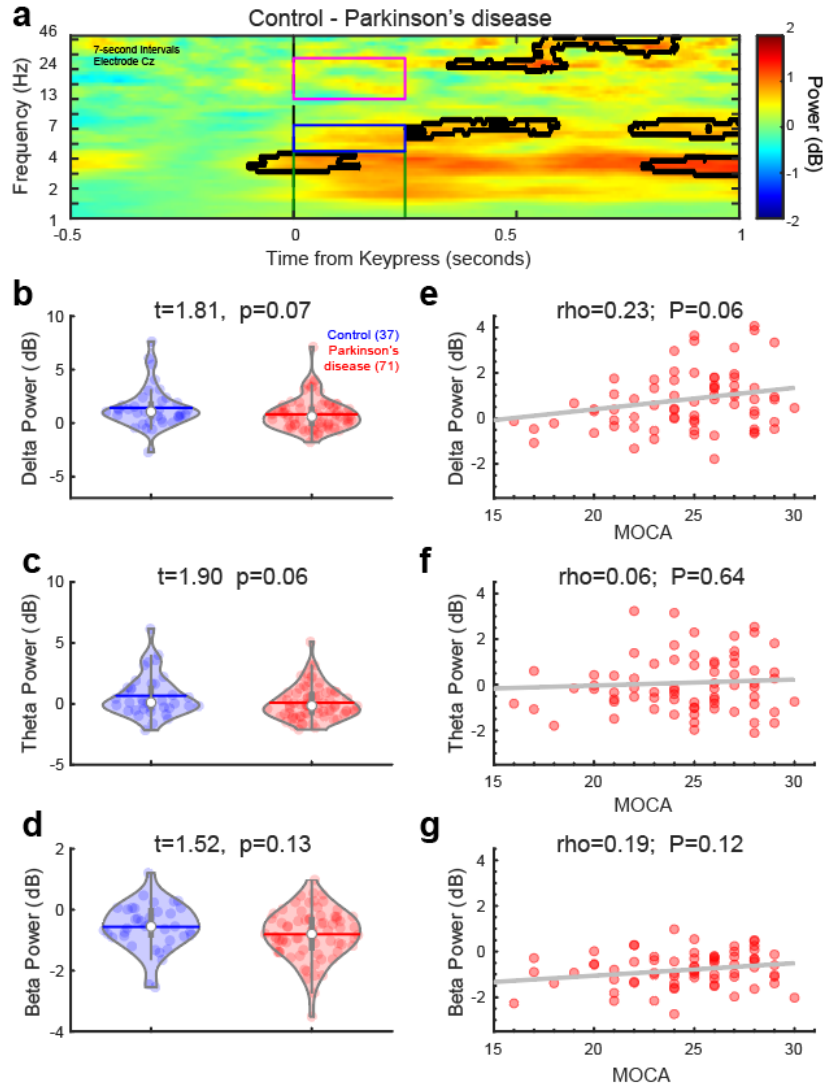 a
Control - Parkinson's disease
46
24
13
7
4
2
1
Frequency (Hz)
7-second Intervals
Electrode Cz
-0.5
0
0.5
1
Time from Keypress (seconds)
2
1
0
-1
-2
Power (dB)
b
t=1.81, p=0.07
10
5
0
-5
Delta Power (dB)
Control (37)
Parkinson's
disease (71)
e
rho=0.23; P=0.06
4
2
0
-2
Delta Power (dB)
15
20
25
30
MOCA
c
t=1.90 p=0.06
10
5
0
-5
Theta Power (dB)
f
rho=0.06; P=0.64
4
2
0
-2
Theta Power (dB)
15
20
25
30
MOCA
d
t=1.52, p=0.13
2
0
-2
-4
Beta Power (dB)
g
rho=0.19; P=0.12
4
2
0
-2
Beta Power (dB)
15
20
25
30
MOCA